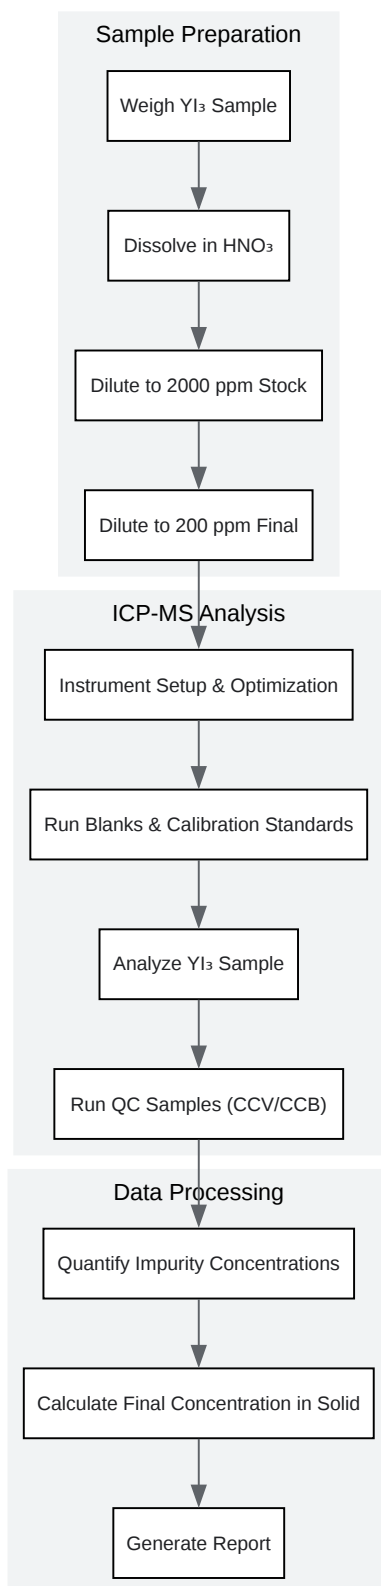 Sample Preparation
Weigh YI₃ Sample
Dissolve in HNO₃
Dilute to 2000 ppm Stock
Dilute to 200 ppm Final
ICP-MS Analysis
Instrument Setup & Optimization
Run Blanks & Calibration Standards
Analyze YI₃ Sample
Run QC Samples (CCV/CCB)
Data Processing
Quantify Impurity Concentrations
Calculate Final Concentration in Solid
Generate Report